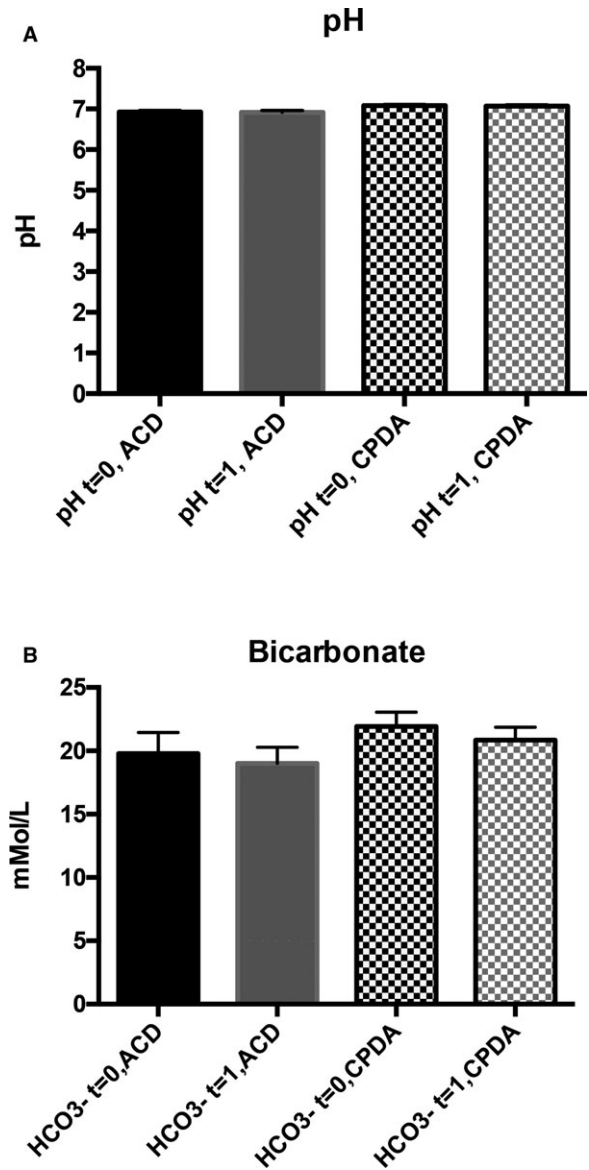 A
pH
8
7
6
5
4
3
2
1
0
pH
pH t=0, ACD
pH t=1, ACD
pH t=0, CPDA
pH t=1, CPDA
B
Bicarbonate
25
20
15
10
5
0
mMol/L
HCO3- t=0,ACD
HCO3- t=1,ACD
HCO3- t=0,CPDA
HCO3- t=1,CPDA